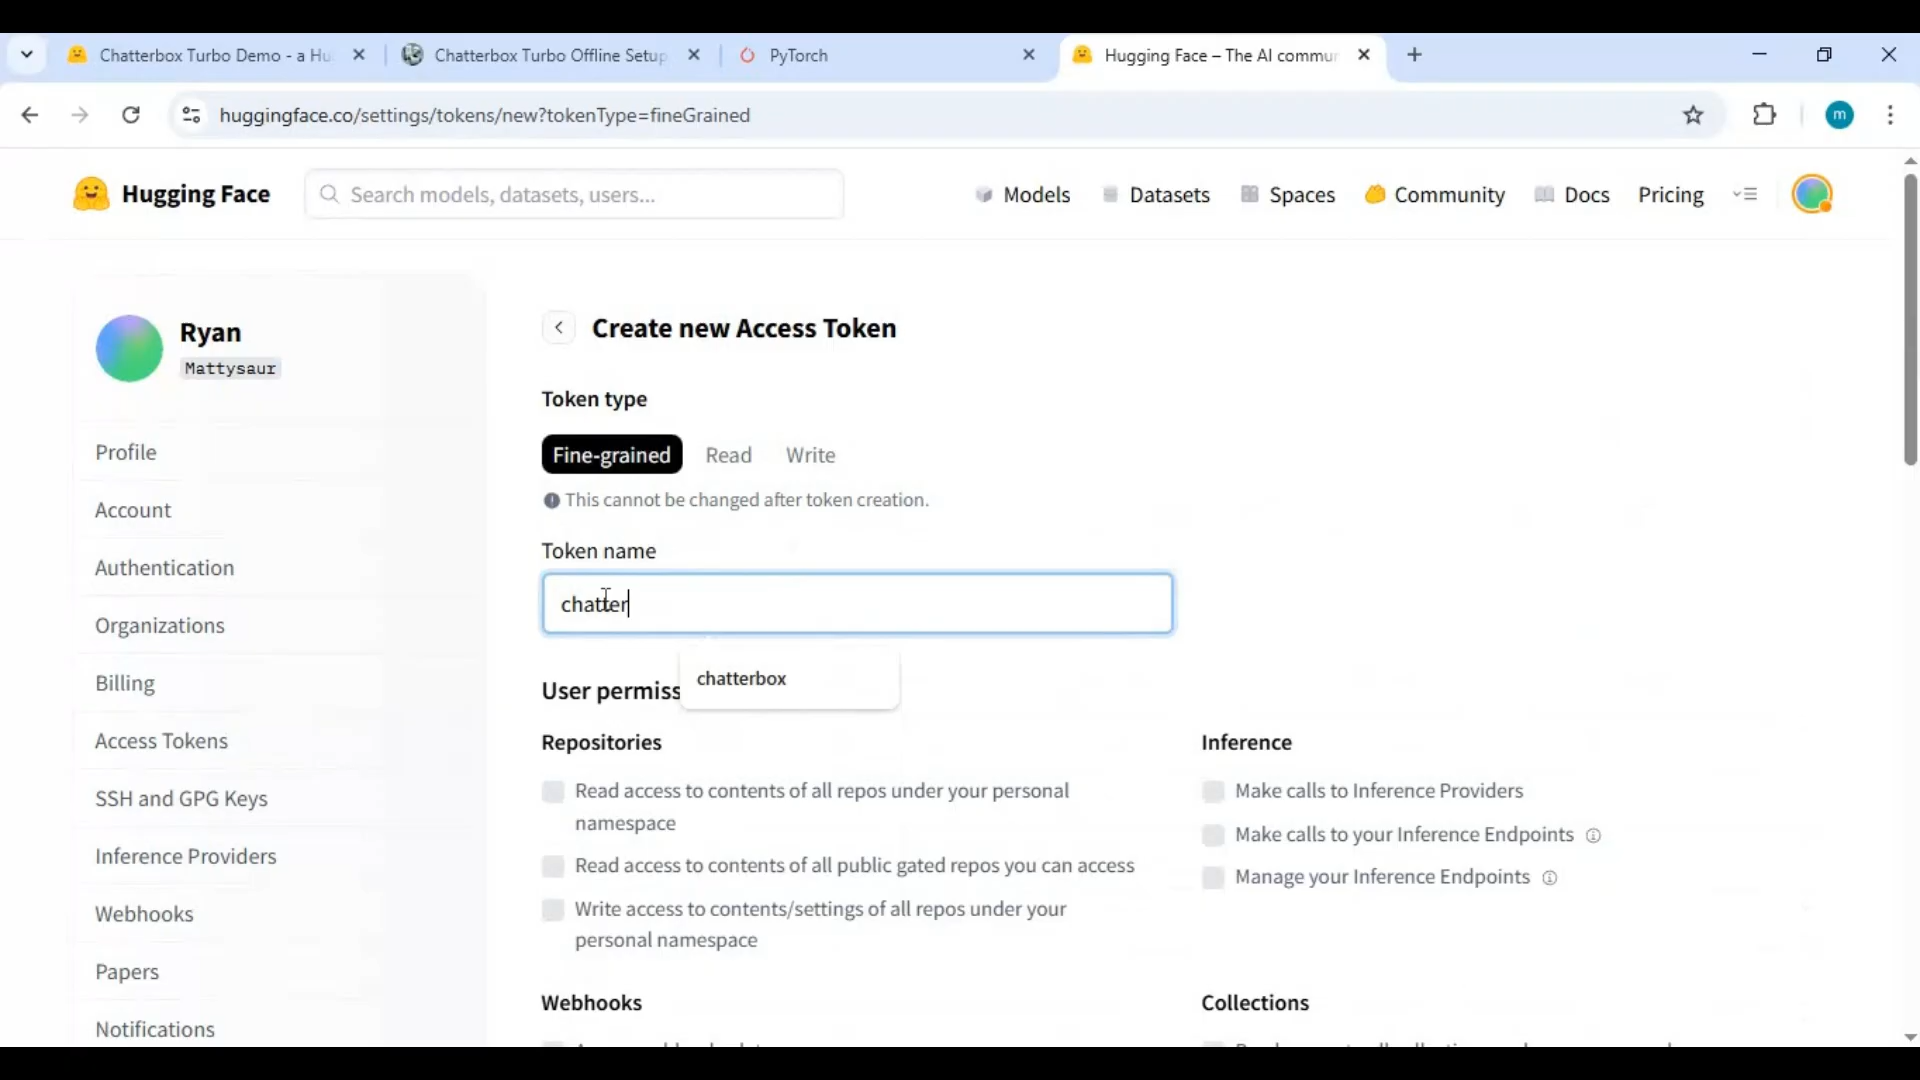 Chatterbox Turbo Demo - a Hu
Chatterbox Turbo Offline Setup
PyTorch
Hugging Face – The AI commun
huggingface.co/settings/tokens/new?tokenType=fineGrained
m
Hugging Face
Search models, datasets, users...
Models
Datasets
Spaces
Community
Docs
Pricing
Ryan
Mattysaur
Profile
Account
Authentication
Organizations
Billing
Access Tokens
SSH and GPG Keys
Inference Providers
Webhooks
Papers
Notifications
Create new Access Token
Token type
Fine-grained
Read
Write
This cannot be changed after token creation.
Token name
chatter
chatterbox
User permiss
Repositories
Read access to contents of all repos under your personal
namespace
Read access to contents of all public gated repos you can access
Write access to contents/settings of all repos under your
personal namespace
Inference
Make calls to Inference Providers
Make calls to your Inference Endpoints
Manage your Inference Endpoints
Webhooks
Collections